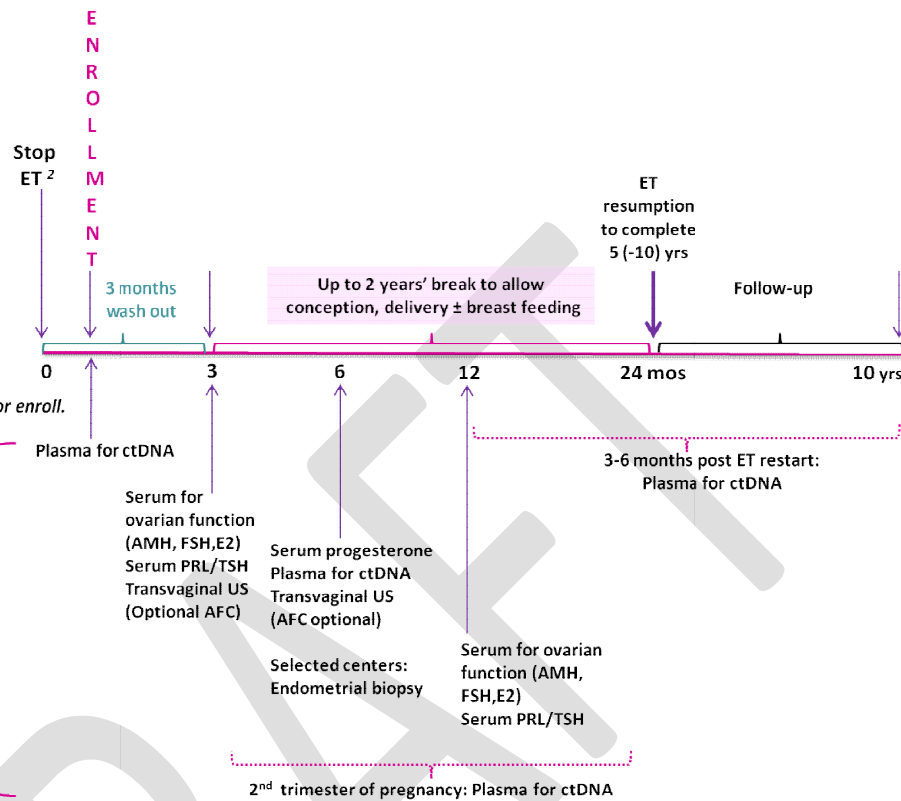 E
N
R
O
L
L
M
E
N
T
Stop
ET 2
3 months
wash out
Up to 2 years' break to allow
conception, delivery ± breast feeding
ET
resumption
to complete
5 (-10) yrs
Follow-up
0
3
6
12
24 mos
10 yrs
or enroll.
Plasma for ctDNA
3-6 months post ET restart:
Plasma for ctDNA
Serum for
ovarian function
(AMH, FSH,E2)
Serum PRL/TSH
Transvaginal US
(Optional AFC)
Serum progesterone
Plasma for ctDNA
Transvaginal US
(AFC optional)
Selected centers:
Endometrial biopsy
Serum for ovarian
function (AMH,
FSH,E2)
Serum PRL/TSH
2nd trimester of pregnancy: Plasma for ctDNA
DRAFT